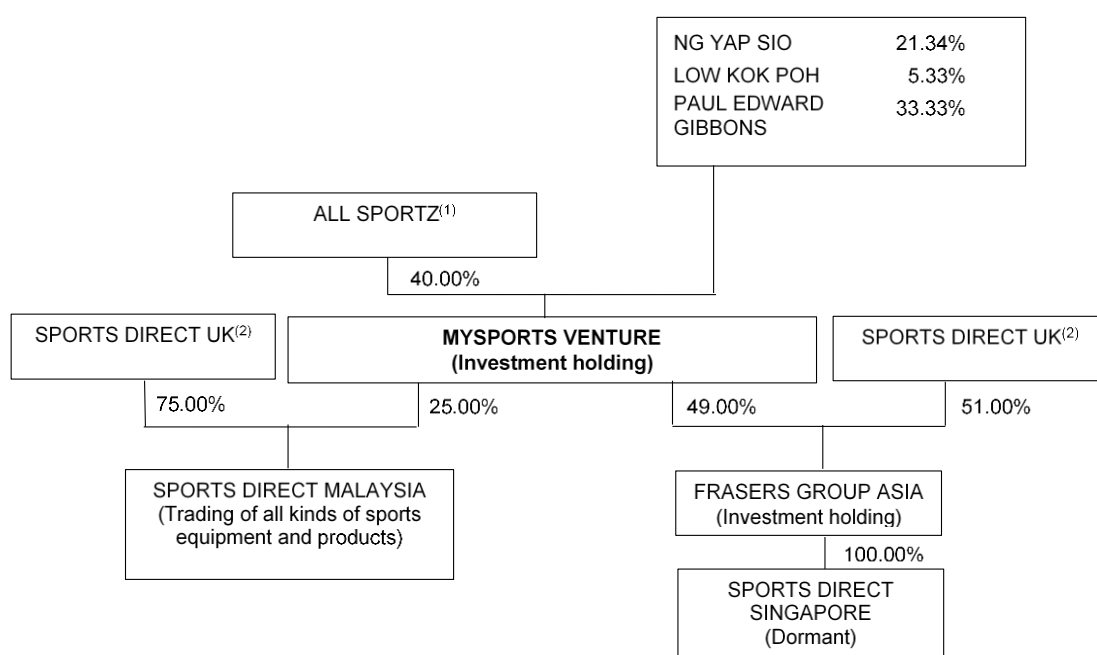 NG YAP SIO 21.34%
LOW KOK POH 5.33%
PAUL EDWARD 33.33%
GIBBONS
ALL SPORTZ(1)
40.00%
SPORTS DIRECT UK(2)
MYSPORTS VENTURE
(Investment holding)
SPORTS DIRECT UK(2)
75.00%
25.00%
49.00%
51.00%
SPORTS DIRECT MALAYSIA
(Trading of all kinds of sports
equipment and products)
FRASERS GROUP ASIA
(Investment holding)
100.00%
SPORTS DIRECT
SINGAPORE
(Dormant)